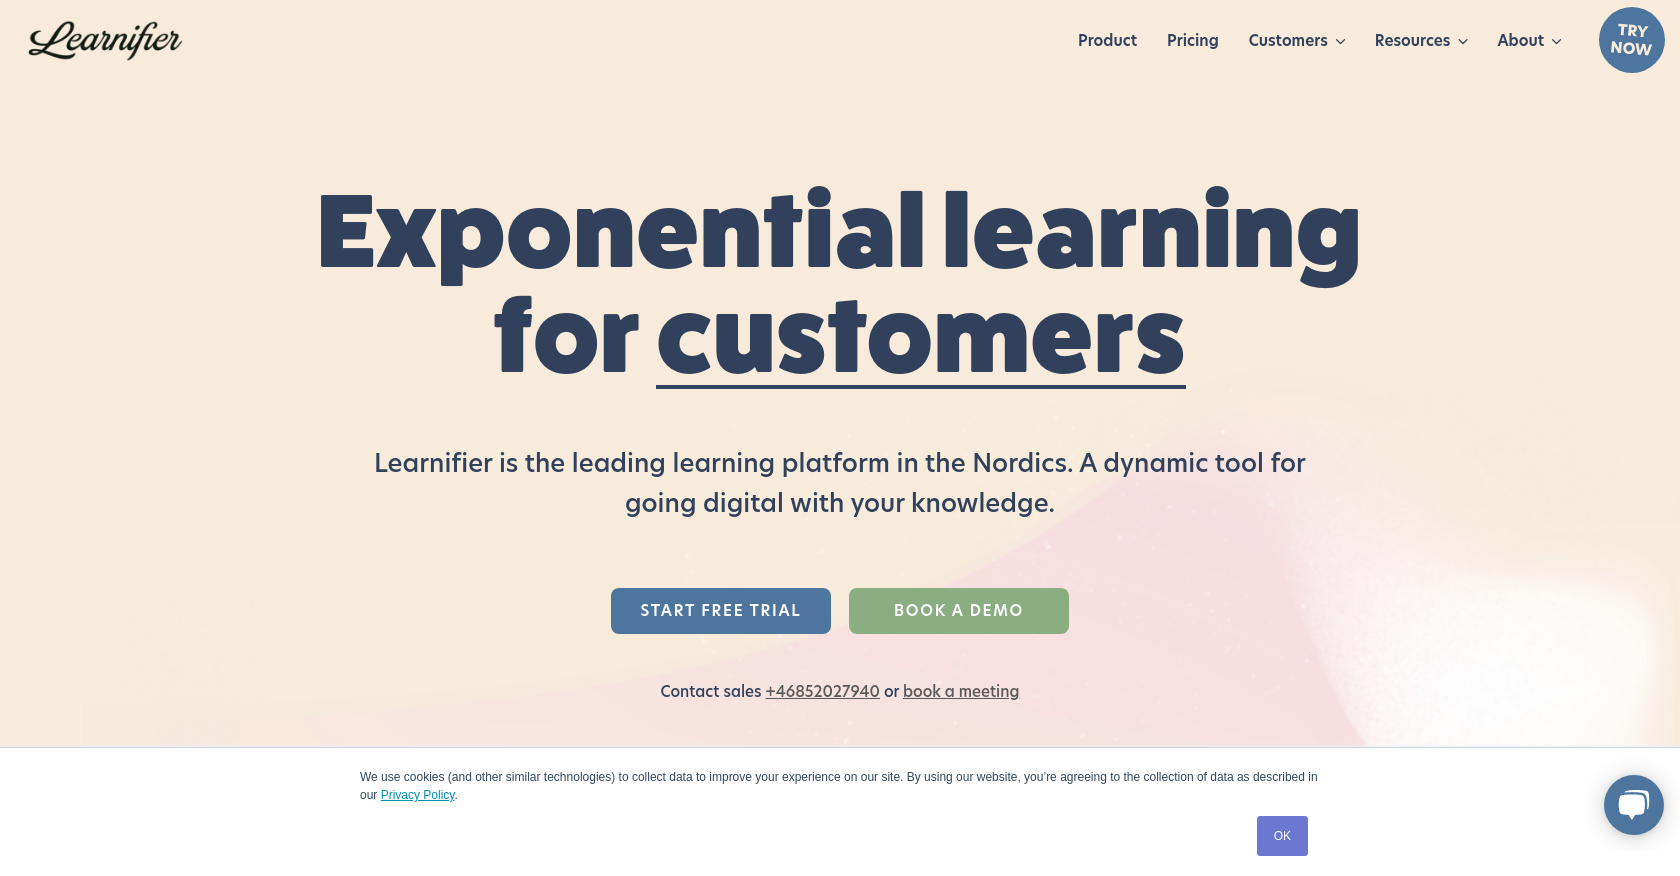 Learnifier
Product
Pricing
Customers
Resources
About
TRY
NOW
Exponential learning
for customers
Learnifier is the leading learning platform in the Nordics. A dynamic tool for
going digital with your knowledge.
START FREE TRIAL
BOOK A DEMO
Contact sales +46852027940 or book a meeting
We use cookies (and other similar technologies) to collect data to improve your experience on our site. By using our website, you’re agreeing to the collection of data as described in
our Privacy Policy.
OK